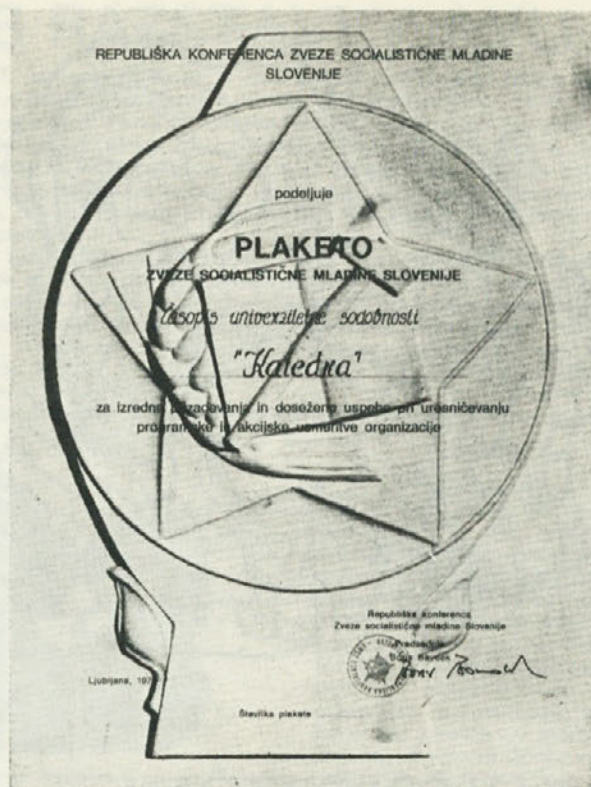 REPUBLIŠKA KONFERENCA ZVEZE SOCIALISTIČNE MLADINE
SLOVENIJE
podeljuje
PLAKETO
ZVEZE SOCIALISTIČNE MLADINE SLOVENIJE
Časopis univerzitetne sodobnosti
"Katedra"
za izredna prizadevanja in dosežene uspehe pri uresničevanju
programske in akcijske usmeritve organizacije
Republiška konferenca
Zveze socialistične mladine Slovenije
Predsednik
Ljubljana, 197
Številka plakete